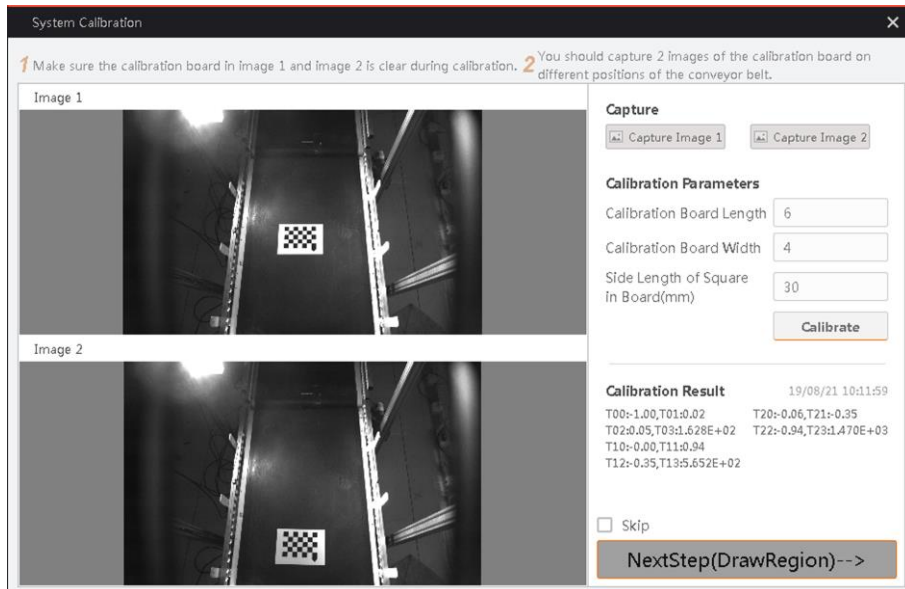 System Calibration
1 Make sure the calibration board in image 1 and image 2 is clear during calibration.
2 You should capture 2 images of the calibration board on
different positions of the conveyor belt.
Image 1
Image 2
Capture
Capture Image 1
Capture Image 2
Calibration Parameters
Calibration Board Length 6
Calibration Board Width 4
Side Length of Square
in Board(mm) 30
Calibrate
Calibration Result 19/08/21 10:11:59
T00:-1.00,T01:0.02 T20:-0.06,T21:-0.35
T02:0.05,T03:1.628E+02 T22:-0.94,T23:1.470E+03
T10:-0.00,T11:0.94
T12:-0.35,T13:5.652E+02
Skip
NextStep(DrawRegion)-->